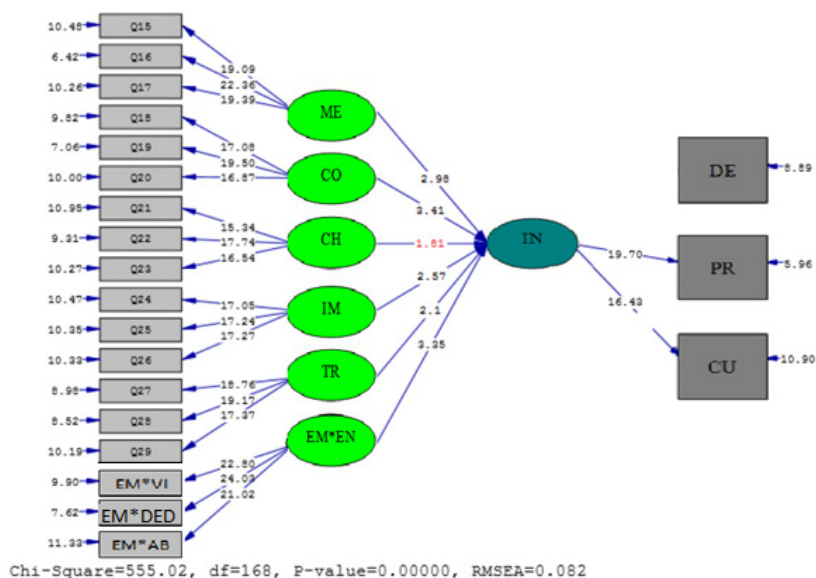 10.48 Q15
6.42 Q16
10.26 Q17
9.82 Q18
7.06 Q19
10.00 Q20
10.95 Q21
9.31 Q22
10.27 Q23
10.47 Q24
10.35 Q25
10.33 Q26
8.98 Q27
8.52 Q28
10.19 Q29
9.90 EM*VI
7.62 EM*DED
11.33 EM*AB
19.09
22.36
19.39
17.08
19.50
16.87
15.34
17.74
16.54
17.05
17.24
17.27
18.76
19.17
17.37
22.80
24.03
21.02
ME
CO
CH
IM
TR
EM*EN
2.98
3.41
1.81
2.57
2.1
3.35
IN
19.70
16.43
DE 8.89
PR 5.96
CU 10.90
Chi-Square=555.02, df=168, P-value=0.00000, RMSEA=0.082